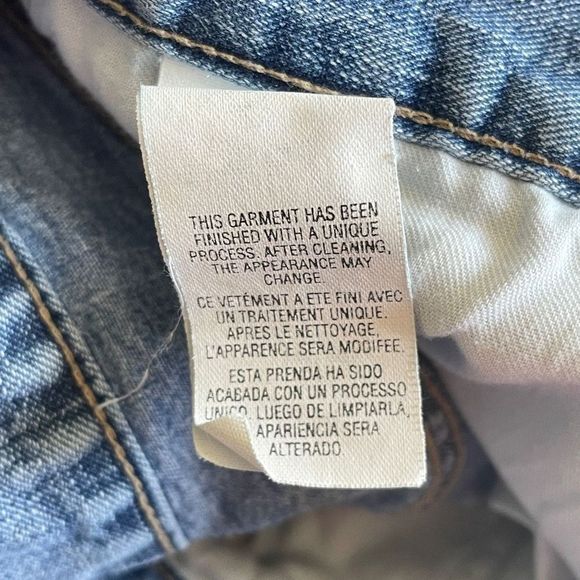 THIS GARMENT HAS BEEN
FINISHED WITH A UNIQUE
PROCESS. AFTER CLEANING,
THE APPEARANCE MAY
CHANGE.
CE VETÉMENT A ETE FINI AVEC
UN TRAITEMENT UNIQUE.
APRES LE NETTOYAGE,
L'APPARENCE SERA MODIFEE.
ESTA PRENDA HA SIDO
ACABADA CON UN PROCESSO
UNICO. LUEGO DE LIMPIARLA,
APARIENCIA SERA
ALTERADO.